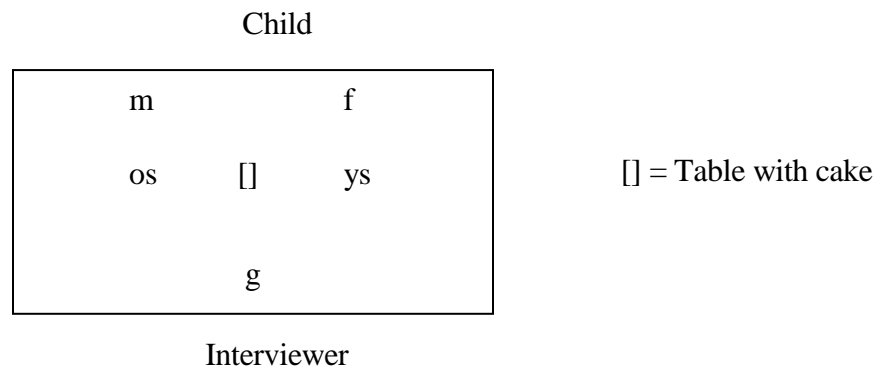 Child
m f
os [] ys [] = Table with cake
g
Interviewer